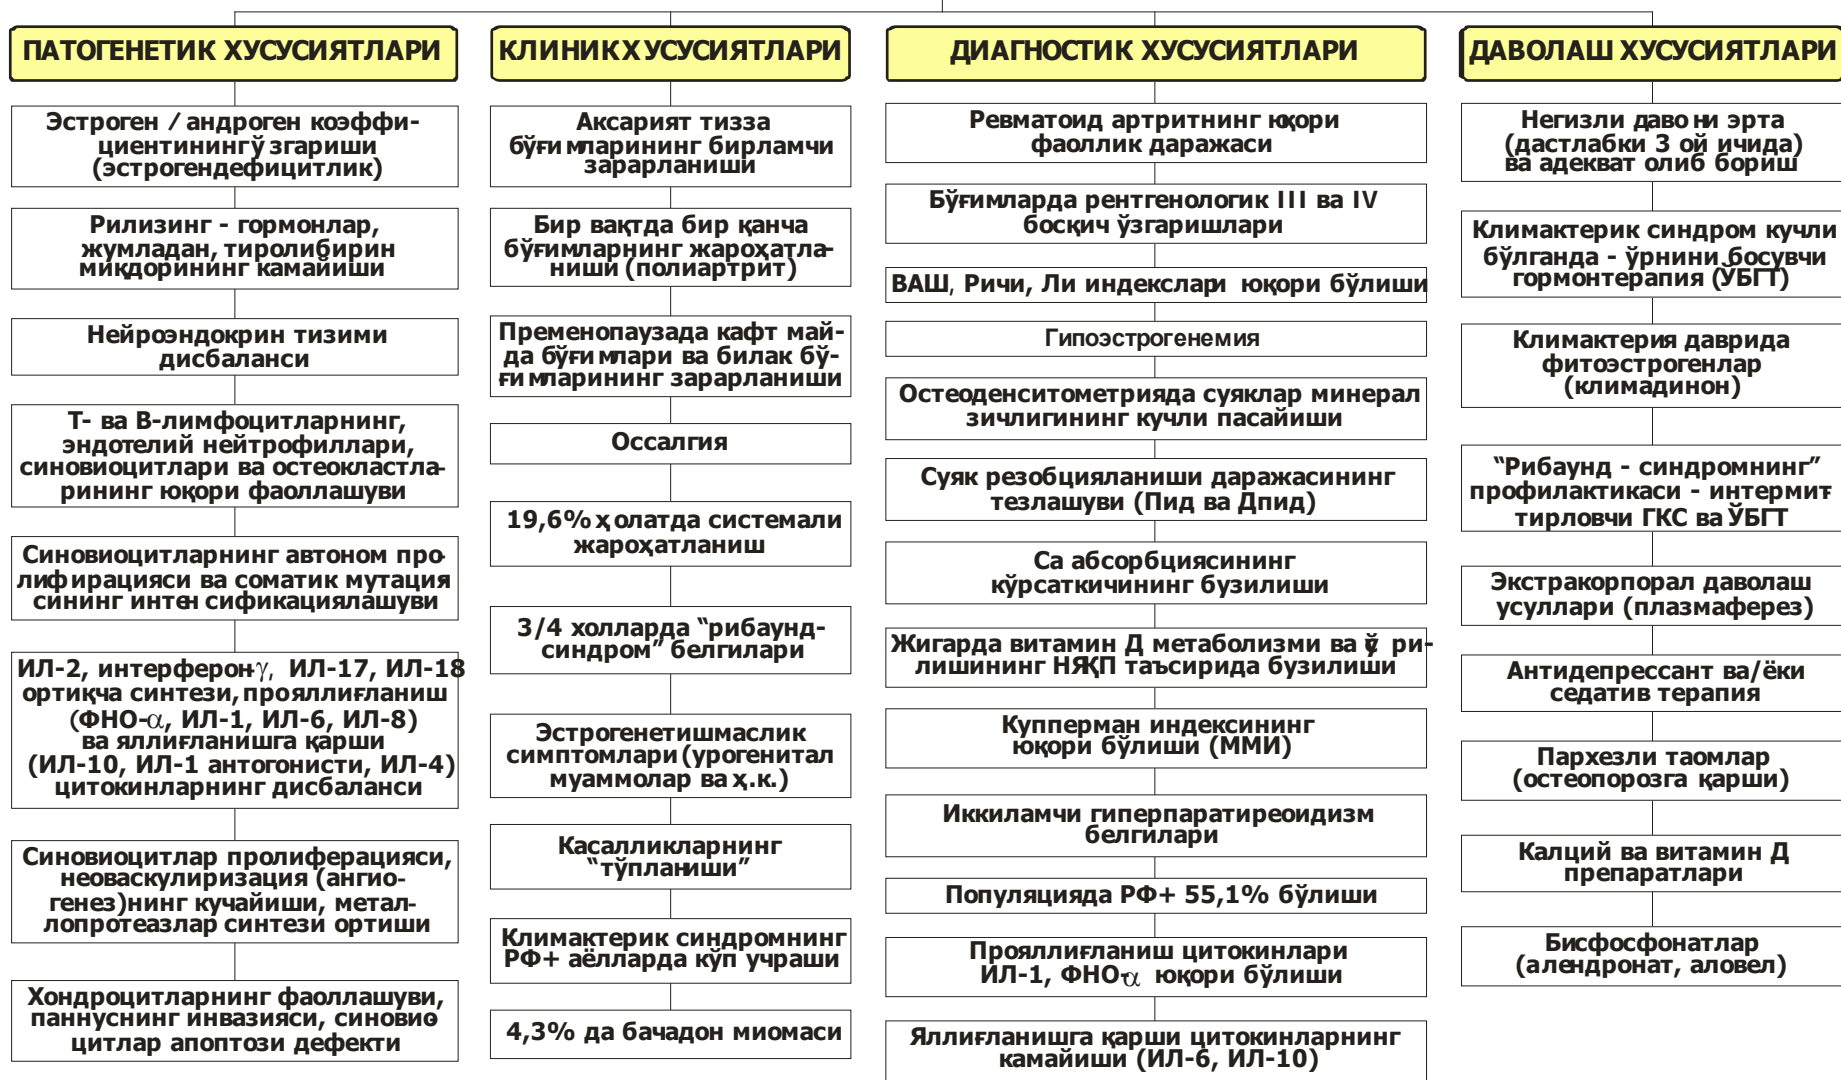 ПАТОГЕНЕТИК ХУСУСИЯТЛАРИ
Эстроген / андроген коэффи-
циентининг ўзгариши
(эстрогендефицитлик)
Рилизинг - гормонлар,
жумладан, тиролибирин
миқдорининг камайиши
Нейроэндокрин тизими
дисбаланси
Т- ва В-лимфоцитларнинг,
эндотелий нейтрофиллари,
синовиоцитлари ва остеокластла-
рининг юқори фаоллашуви
Синовиоцитларнинг автоном про-
лифирацияси ва соматик мутация
сининг интенсификациялашуви
ИЛ-2, интерферон-γ, ИЛ-17, ИЛ-18
ортиқча синтези, прояллиғланиш
(ФНО-α, ИЛ-1, ИЛ-6, ИЛ-8)
ва яллиғланишга қарши
(ИЛ-10, ИЛ-1 антогонисти, ИЛ-4)
цитокинларнинг дисбаланси
Синовиоцитлар пролиферацияси,
неоваскулиризация (ангио-
генез)нинг кучайиши, метал-
лопротеазлар синтези ортиши
Хондроцитларнинг фаоллашуви,
паннуснинг инвазияси, синовио
цитлар апоптози дефекти
КЛИНИК ХУСУСИЯТЛАРИ
Аксарият тизза
бўғимларининг бирламчи
зарарланиши
Бир вақтда бир қанча
бўғимларнинг жароҳатла-
ниши (полиартрит)
Пременопаузада кафт май-
да бўғимлари ва билак бў-
ғимларининг зарарланиши
Оссалгия
19,6% ҳолатда системали
жароҳатланиш
3/4 холларда “рибаунд-
синдром” белгилари
Эстрогенетишмаслик
симптомлари (урогенитал
муаммолар ва ҳ.к.)
Касалликларнинг
“тўпланиши”
Климактерик синдромнинг
РФ+ аёлларда кўп учраши
4,3% да бачадон миомаси
ДИАГНОСТИК ХУСУСИЯТЛАРИ
Ревматоид артритнинг юқори
фаоллик даражаси
Бўғимларда рентгенологик III ва IV
босқич ўзгаришлари
ВАШ, Ричи, Ли индекслари юқори бўлиши
Гипоэстрогенемия
Остеоденситометрияда суяклар минерал
зичлигининг кучли пасайиши
Суяк резобцияланиши даражасининг
тезлашуви (Пид ва Дпид)
Са абсорбциясининг
кўрсаткичининг бузилиши
Жигарда витамин Д метаболизми ва сў ри-
лишининг НЯҚП таъсирида бузилиши
Купперман индексининг
юқори бўлиши (ММИ)
Иккиламчи гиперпаратиреоидизм
белгилари
Популяцияда РФ+ 55,1% бўлиши
Прояллиғланиш цитокинлари
ИЛ-1, ФНО-α юқори бўлиши
Яллиғланишга қарши цитокинларнинг
камайиши (ИЛ-6, ИЛ-10)
ДАВОЛАШ ХУСУСИЯТЛАРИ
Негизли давони эрта
(дастлабки 3 ой ичида)
ва адекват олиб бориш
Климактерик синдром кучли
бўлганда - ўрнини босувчи
гормонтерапия (ЎБГТ)
Климактерия даврида
фитоэстрогенлар
(климадинон)
“Рибаунд - синдромнинг”
профилактикаси - интермит-
тирловчи ГКС ва ЎБГТ
Экстракорпорал даволаш
усуллари (плазмаферез)
Антидепрессант ва/ёки
седатив терапия
Пархезли таомлар
(остеопорозга қарши)
Калций ва витамин Д
препаратлари
Бисфосфонатлар
(алендронат, аловел)